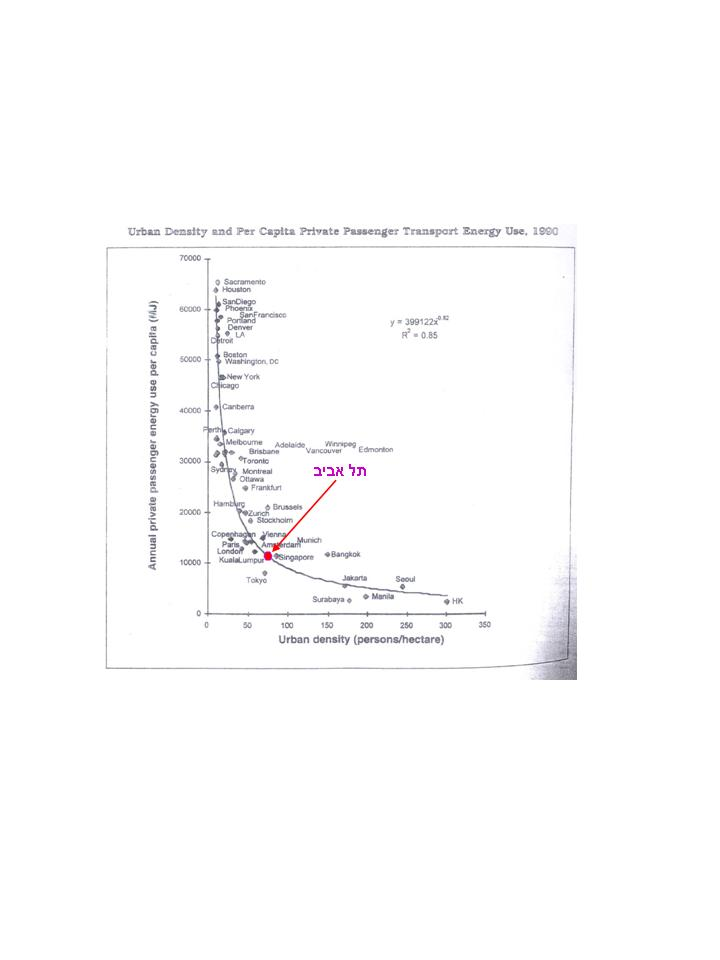 Urban Density and Per Capita Private Passenger Transport Energy Use, 1990
70000
60000
50000
40000
30000
20000
10000
0
Annual private passenger energy use per capita (MJ)
Sacramento
Houston
SanDiego
Phoenix
SanFrancisco
Portland
Denver
LA
Detroit
Boston
Washington, DC
New York
Chicago
Canberra
Perth Calgary
Melbourne Adelaide Winnipeg
Brisbane Vancouver Edmonton
Toronto
Sydney Montreal
Ottawa
Frankfurt
Hamburg Brussels
Zurich
Stockholm
Copenhagen Vienna
Munich
Paris Amsterdam
London
KualaLumpur Singapore Bangkok
Tokyo
Jakarta Seoul
Surabaya Manila HK
y = 399122x^-0.82
R² = 0.85
תל אביב
0 50 100 150 200 250 300 350
Urban density (persons/hectare)